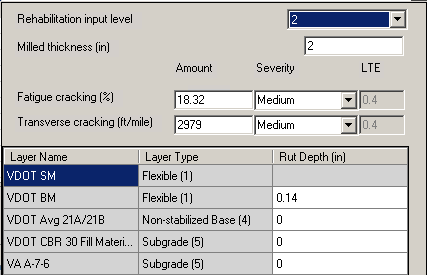 Rehabilitation input level 2
Milled thickness (in) 2
Amount Severity LTE
Fatigue cracking (%) 18.32 Medium 0.4
Transverse cracking (ft/mile) 2979 Medium 0.4
Layer Name Layer Type Rut Depth (in)
VDOT SM Flexible (1)
VDOT BM Flexible (1) 0.14
VDOT Avg 21A/21B Non-stabilized Base (4) 0
VDOT CBR 30 Fill Materi... Subgrade (5) 0
VA A-7-6 Subgrade (5) 0